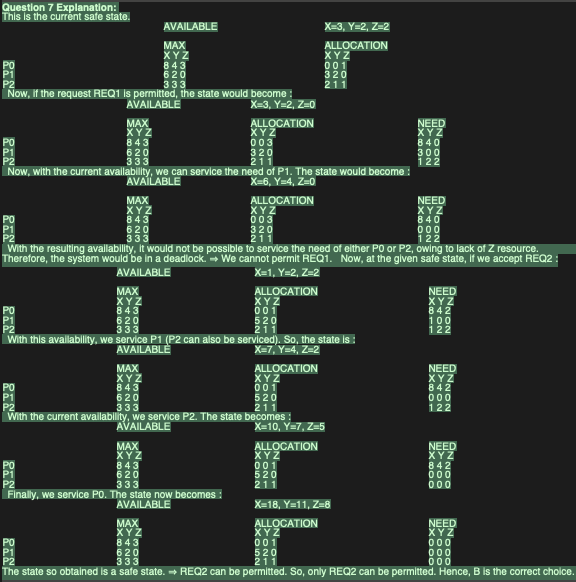 Question 7 Explanation:
This is the current safe state.
AVAILABLE X=3, Y=2, Z=2
MAX ALLOCATION
X Y Z X Y Z
P0 8 4 3 0 0 1
P1 6 2 0 3 2 0
P2 3 3 3 2 1 1
Now, if the request REQ1 is permitted, the state would become :
AVAILABLE X=3, Y=2, Z=0
MAX ALLOCATION NEED
X Y Z X Y Z X Y Z
P0 8 4 3 0 0 3 8 4 0
P1 6 2 0 3 2 0 3 0 0
P2 3 3 3 2 1 1 1 2 2
Now, with the current availability, we can service the need of P1. The state would become :
AVAILABLE X=6, Y=4, Z=0
MAX ALLOCATION NEED
X Y Z X Y Z X Y Z
P0 8 4 3 0 0 3 8 4 0
P1 6 2 0 3 2 0 0 0 0
P2 3 3 3 2 1 1 1 2 2
With the resulting availability, it would not be possible to service the need of either P0 or P2, owing to lack of Z resource.
Therefore, the system would be in a deadlock. ⇒ We cannot permit REQ1. Now, at the given safe state, if we accept REQ2 :
AVAILABLE X=1, Y=2, Z=2
MAX ALLOCATION NEED
X Y Z X Y Z X Y Z
P0 8 4 3 0 0 1 8 4 2
P1 6 2 0 5 2 0 1 0 0
P2 3 3 3 2 1 1 1 2 2
With this availability, we service P1 (P2 can also be serviced). So, the state is :
AVAILABLE X=7, Y=4, Z=2
MAX ALLOCATION NEED
X Y Z X Y Z X Y Z
P0 8 4 3 0 0 1 8 4 2
P1 6 2 0 5 2 0 0 0 0
P2 3 3 3 2 1 1 1 2 2
With the current availability, we service P2. The state becomes :
AVAILABLE X=10, Y=7, Z=5
MAX ALLOCATION NEED
X Y Z X Y Z X Y Z
P0 8 4 3 0 0 1 8 4 2
P1 6 2 0 5 2 0 0 0 0
P2 3 3 3 2 1 1 0 0 0
Finally, we service P0. The state now becomes :
AVAILABLE X=18, Y=11, Z=8
MAX ALLOCATION NEED
X Y Z X Y Z X Y Z
P0 8 4 3 0 0 1 0 0 0
P1 6 2 0 5 2 0 0 0 0
P2 3 3 3 2 1 1 0 0 0
The state so obtained is a safe state. ⇒ REQ2 can be permitted. So, only REQ2 can be permitted. Hence, B is the correct choice.